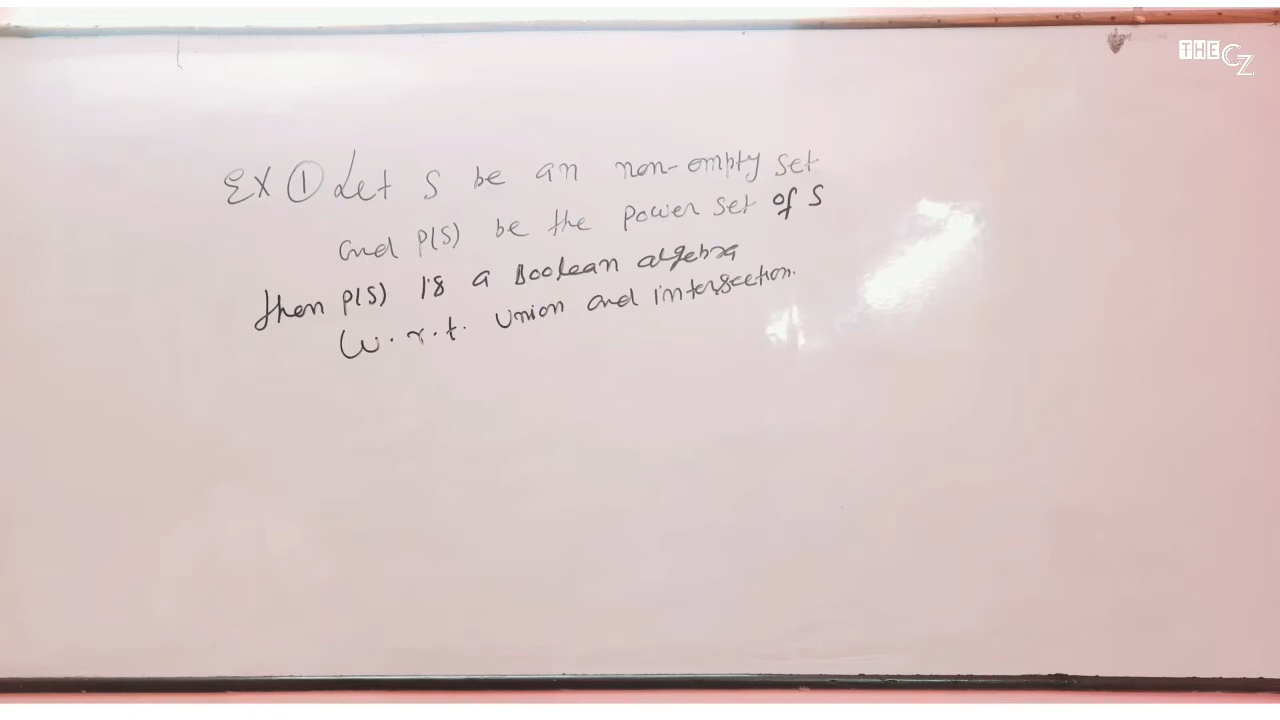 THE CZ
Ex ① Let S be an non-empty set
and P(S) be the power set of S
then P(S) is a Boolean algebra
w.r.t. Union and intersection.